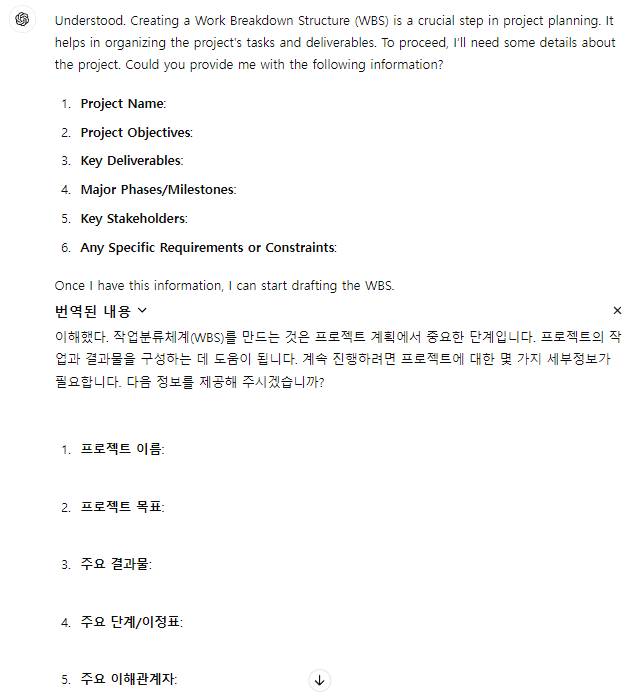 Understood. Creating a Work Breakdown Structure (WBS) is a crucial step in project planning. It
helps in organizing the project's tasks and deliverables. To proceed, I'll need some details about
the project. Could you provide me with the following information?
1. Project Name:
2. Project Objectives:
3. Key Deliverables:
4. Major Phases/Milestones:
5. Key Stakeholders:
6. Any Specific Requirements or Constraints:
Once I have this information, I can start drafting the WBS.
번역된 내용
이해했다. 작업분류체계(WBS)를 만드는 것은 프로젝트 계획에서 중요한 단계입니다. 프로젝트의 작
업과 결과물을 구성하는 데 도움이 됩니다. 계속 진행하려면 프로젝트에 대한 몇 가지 세부정보가
필요합니다. 다음 정보를 제공해 주시겠습니까?
1. 프로젝트 이름:
2. 프로젝트 목표:
3. 주요 결과물:
4. 주요 단계/이정표:
5. 주요 이해관계자: